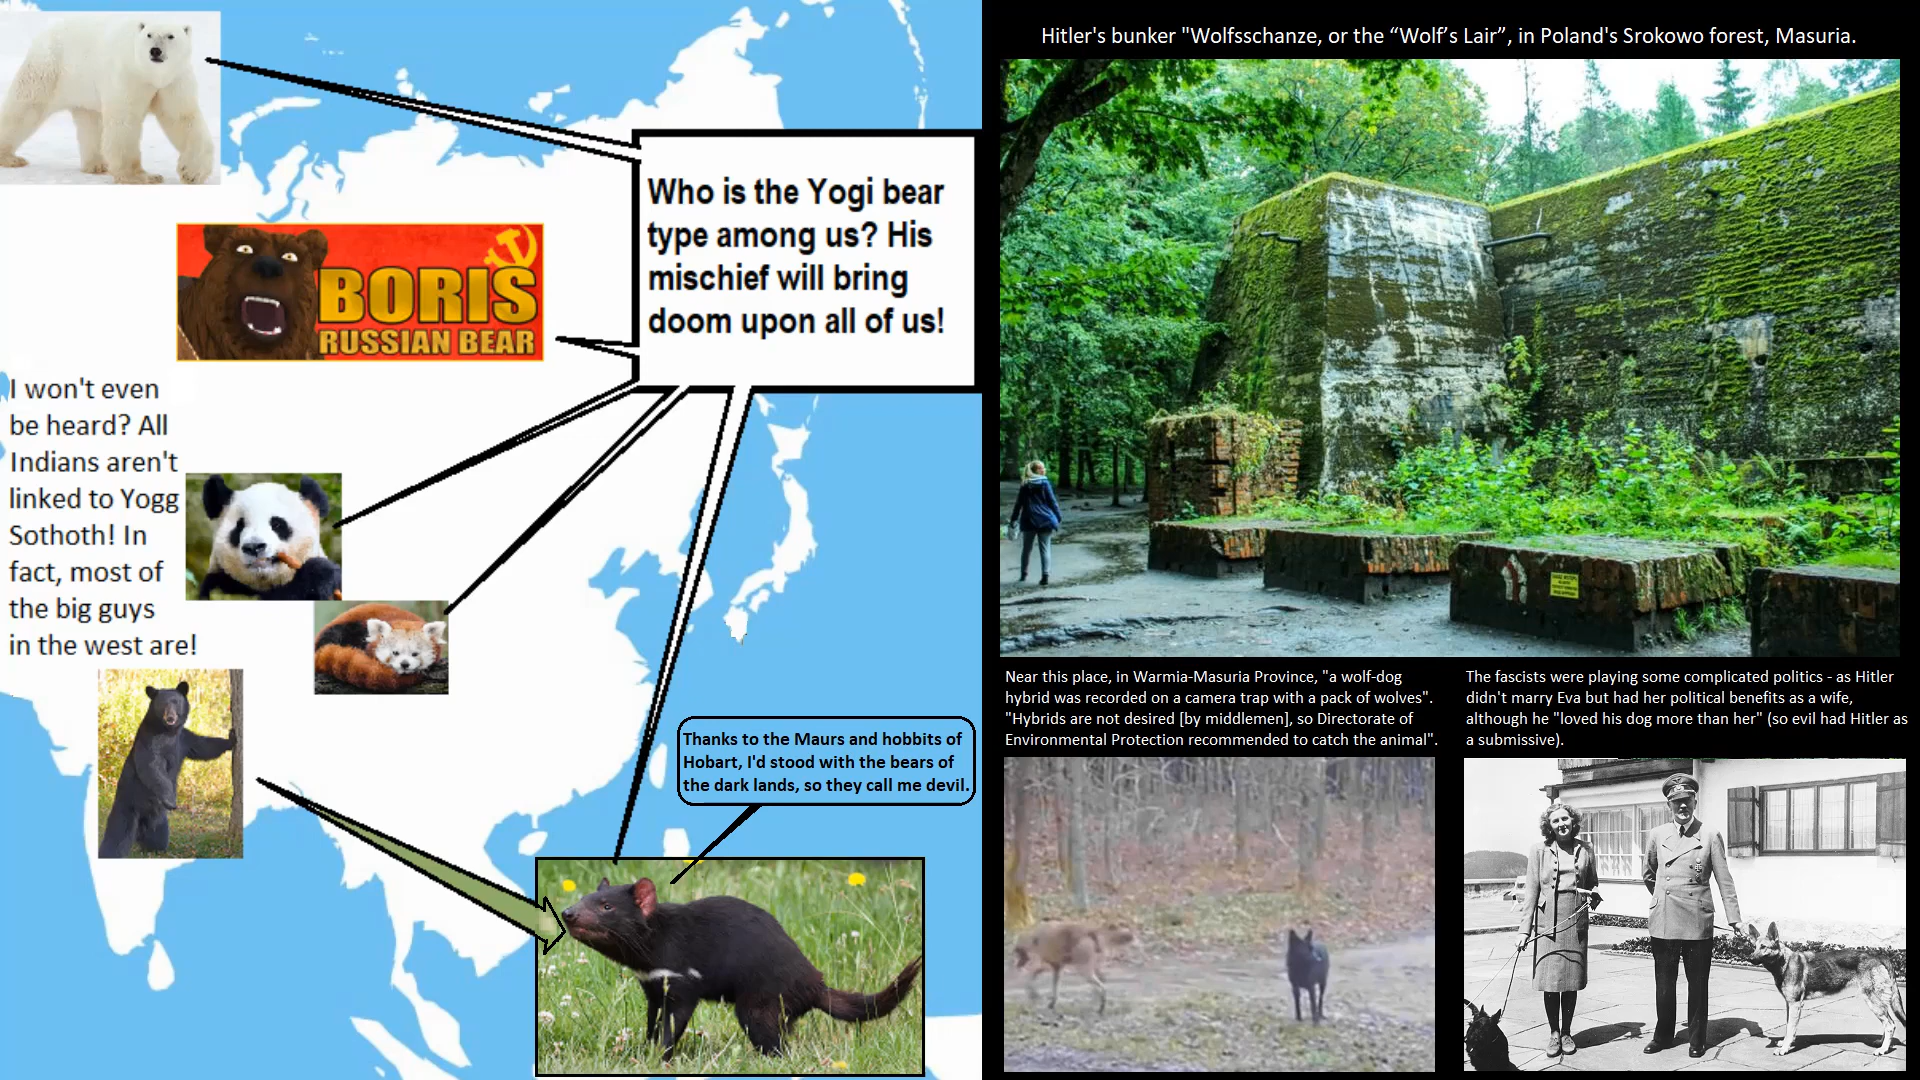 Who is the Yogi bear
type among us? His
mischief will bring
doom upon all of us!
BORIS
RUSSIAN BEAR
I won't even
be heard? All
Indians aren't
linked to Yogg
Sothoth! In
fact, most of
the big guys
in the west are!
Thanks to the Maurs and hobbits of
Hobart, I'd stood with the bears of
the dark lands, so they call me devil.
Hitler's bunker "Wolfsschanze, or the “Wolf’s Lair”, in Poland's Srokowo forest, Masuria.
Near this place, in Warmia-Masuria Province, "a wolf-dog
hybrid was recorded on a camera trap with a pack of wolves".
"Hybrids are not desired [by middlemen], so Directorate of
Environmental Protection recommended to catch the animal".
The fascists were playing some complicated politics - as Hitler
didn't marry Eva but had her political benefits as a wife,
although he "loved his dog more than her" (so evil had Hitler as
a submissive).